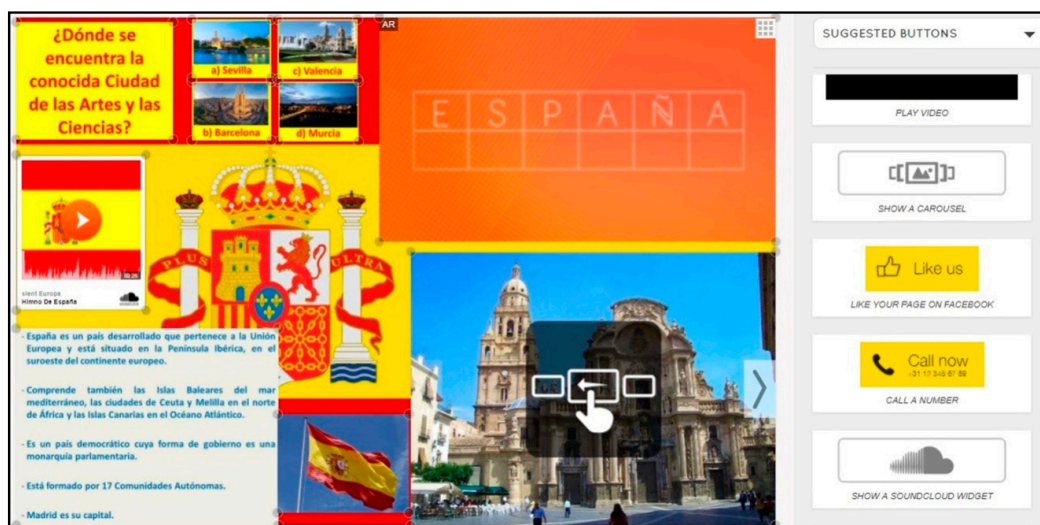 ¿Dónde se
encuentra la
conocida Ciudad
de las Artes y las
Ciencias?
a) Sevilla
c) Valencia
b) Barcelona
d) Murcia
AR
ESPAÑA
02:25
Himno De España
PLUS
ULTRA
- España es un país desarrollado que pertenece a la Unión
Europea y está situado en la Península Ibérica, en el
suroeste del continente europeo.
- Comprende también las Islas Baleares del mar
mediterráneo, las ciudades de Ceuta y Melilla en el norte
de África y las Islas Canarias en el Océano Atlántico.
- Es un país democrático cuya forma de gobierno es una
monarquía parlamentaria.
- Está formado por 17 Comunidades Autónomas.
- Madrid es su capital.
SUGGESTED BUTTONS
PLAY VIDEO
SHOW A CAROUSEL
Like us
LIKE YOUR PAGE ON FACEBOOK
Call now
CALL A NUMBER
SHOW A SOUNDCLOUD WIDGET